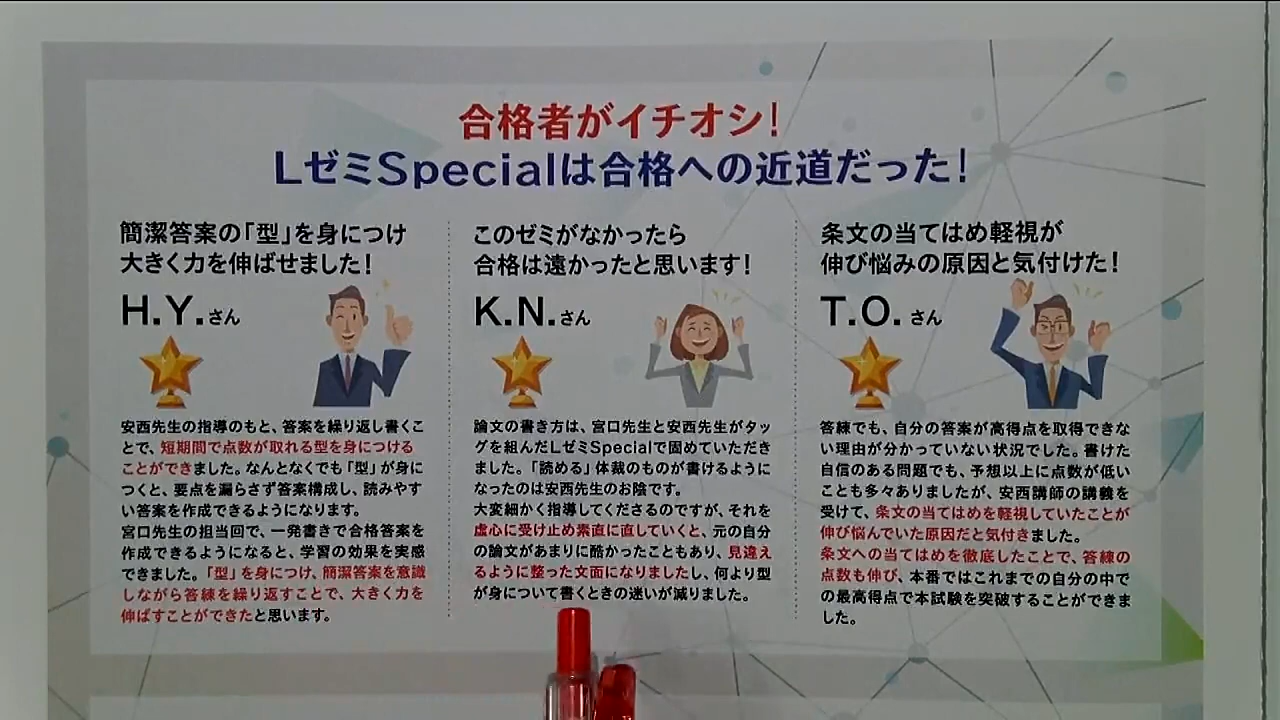 合格者がイチオシ!
LゼミSpecialは合格への近道だった!
簡潔答案の「型」を身につけ
大きく力を伸ばせました!
H.Y.さん
安西先生の指導のもと、答案を繰り返し書くこ
とで、短期間で点数が取れる型を身につける
ことができました。なんとなくでも「型」が身に
つくと、要点を漏らさず答案構成し、読みやす
い答案を作成できるようになります。
宮口先生の担当回で、一発書きで合格答案を
作成できるようになると、学習の効果を実感
できました。「型」を身につけ、簡潔答案を意識
しながら答練を繰り返すことで、大きく力を
伸ばすことができたと思います。
このゼミがなかったら
合格は遠かったと思います!
K.N.さん
論文の書き方は、宮口先生と安西先生がタッ
グを組んだLゼミSpecialで固めていただき
ました。「読める」体裁のものが書けるように
なったのは安西先生のお陰です。
大変細かく指導してくださるのですが、それを
虚心に受け止め素直に直していくと、元の自分
の論文があまりに酷かったこともあり、見違え
るように整った文面になりましたし、何より型
が身について書くときの迷いが減りました。
条文の当てはめ軽視が
伸び悩みの原因と気付けた!
T.O.さん
答練でも、自分の答案が高得点を取得できな
い理由が分かっていない状況でした。書けた
自信のある問題でも、予想以上に点数が低い
ことも多々ありましたが、安西講師の講義を
受けて、条文の当てはめを軽視していたことが
伸び悩んでいた原因だと気付きました。
条文への当てはめを徹底したことで、答練の
点数も伸び、本番ではこれまでの自分の中で
の最高得点で本試験を突破することができま
した。